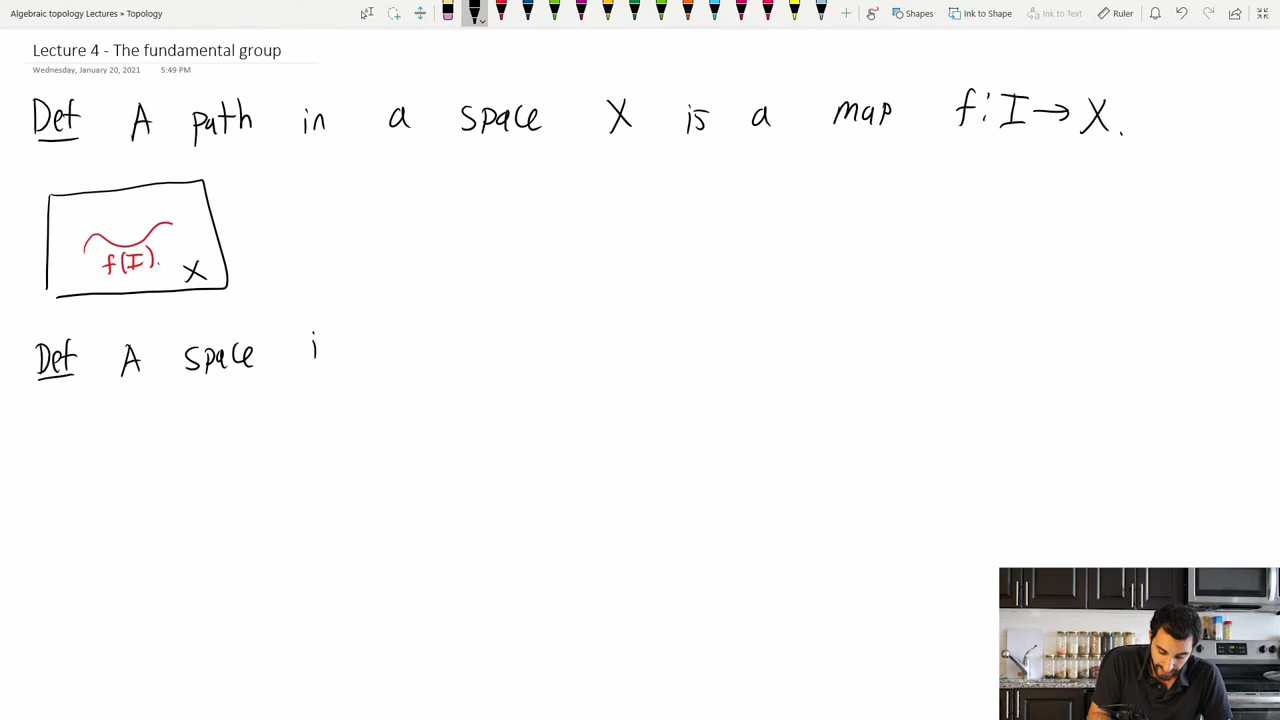 Algebraic topology Lectures » Topology
Shapes Ink to Shape Ink to Text Ruler
Lecture 4 - The fundamental group
Wednesday, January 20, 2021 5:49 PM
Def A path in a space X is a map f: I → X.
f(I).
X
Def A space i